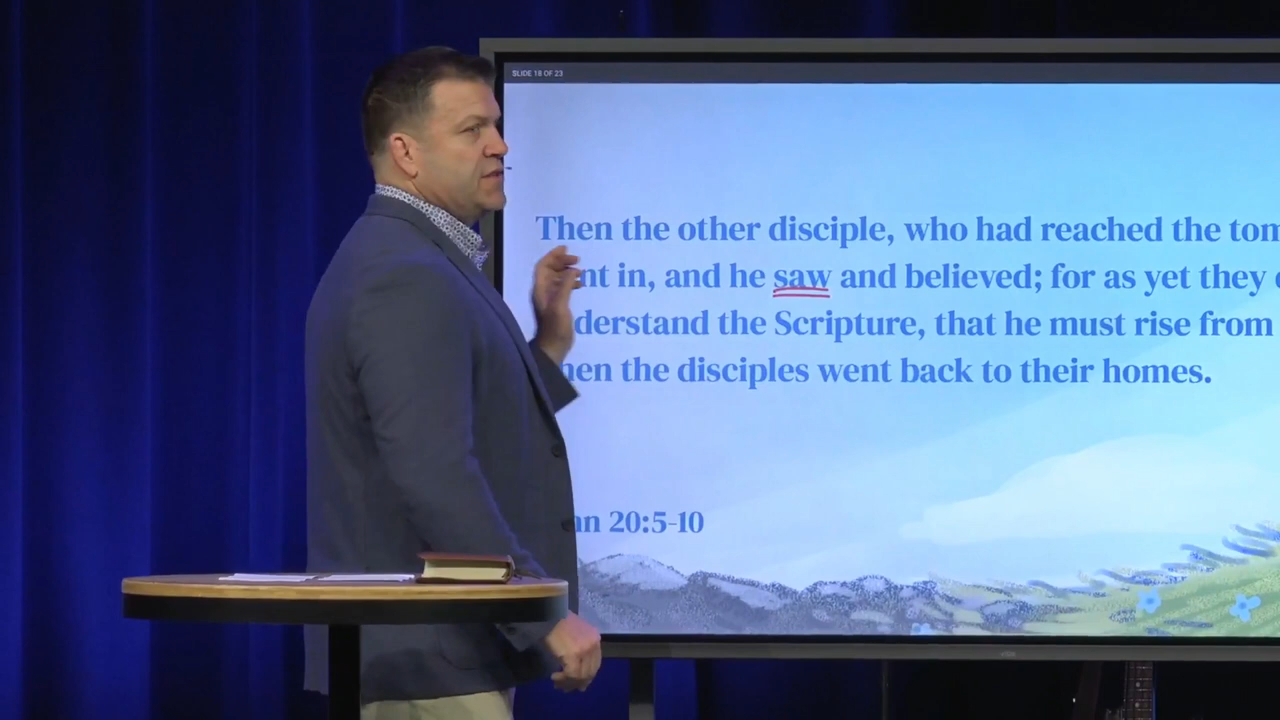 SLIDE 18 OF 23
Then the other disciple, who had reached the tom
nt in, and he saw and believed; for as yet they
derstand the Scripture, that he must rise from
hen the disciples went back to their homes.
an 20:5-10